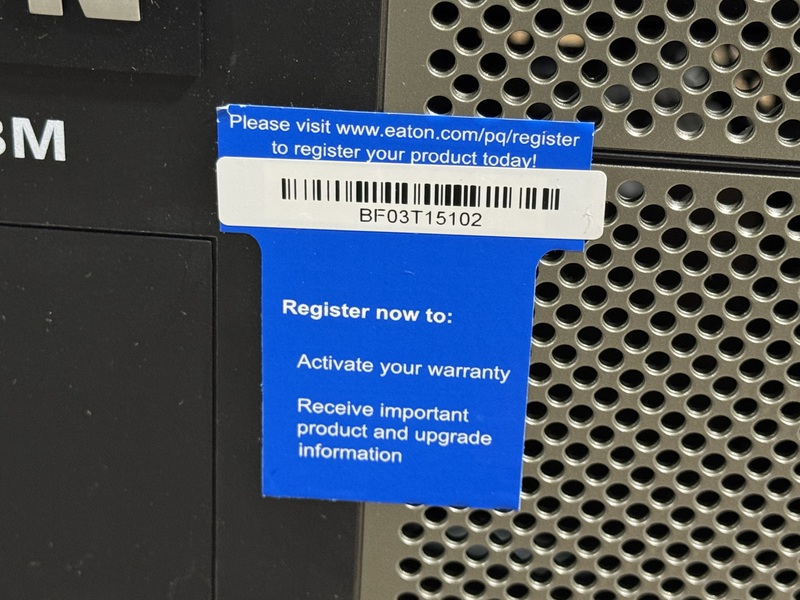 BM
Please visit www.eaton.com/pq/register
to register your product today!
BF03T15102
Register now to:
Activate your warranty
Receive important
product and upgrade
information